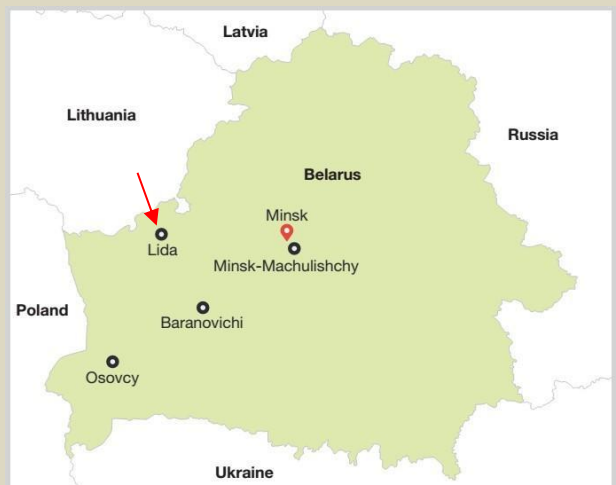 Latvia
Lithuania
Russia
Belarus
Minsk
Lida
Minsk-Machulishchy
Poland
Baranovichi
Osovcy
Ukraine